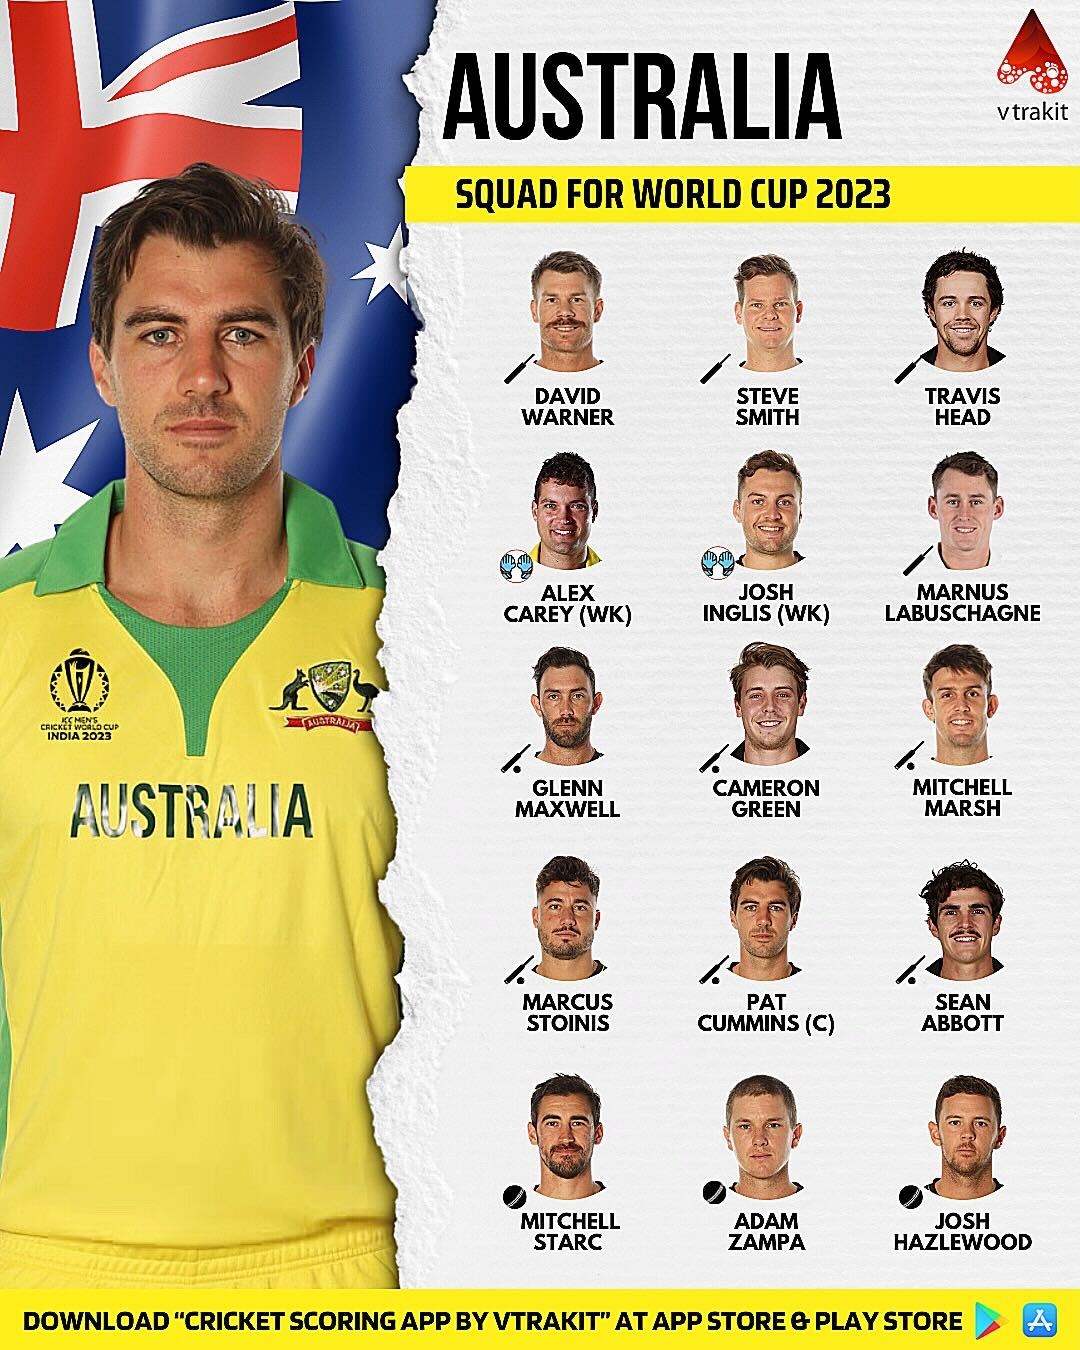 AUSTRALIA
vtrakit
SQUAD FOR WORLD CUP 2023
DAVID
WARNER
STEVE
SMITH
TRAVIS
HEAD
ALEX
CAREY (WK)
JOSH
INGLIS (WK)
MARNUS
LABUSCHAGNE
GLENN
MAXWELL
CAMERON
GREEN
MITCHELL
MARSH
MARCUS
STOINIS
PAT
CUMMINS (C)
SEAN
ABBOTT
MITCHELL
STARC
ADAM
ZAMPA
JOSH
HAZLEWOOD
ICC MEN'S
CRICKET WORLD CUP
INDIA 2023
AUSTRALIA
AUSTRALIA
DOWNLOAD “CRICKET SCORING APP BY VTRAKIT” AT APP STORE & PLAY STORE